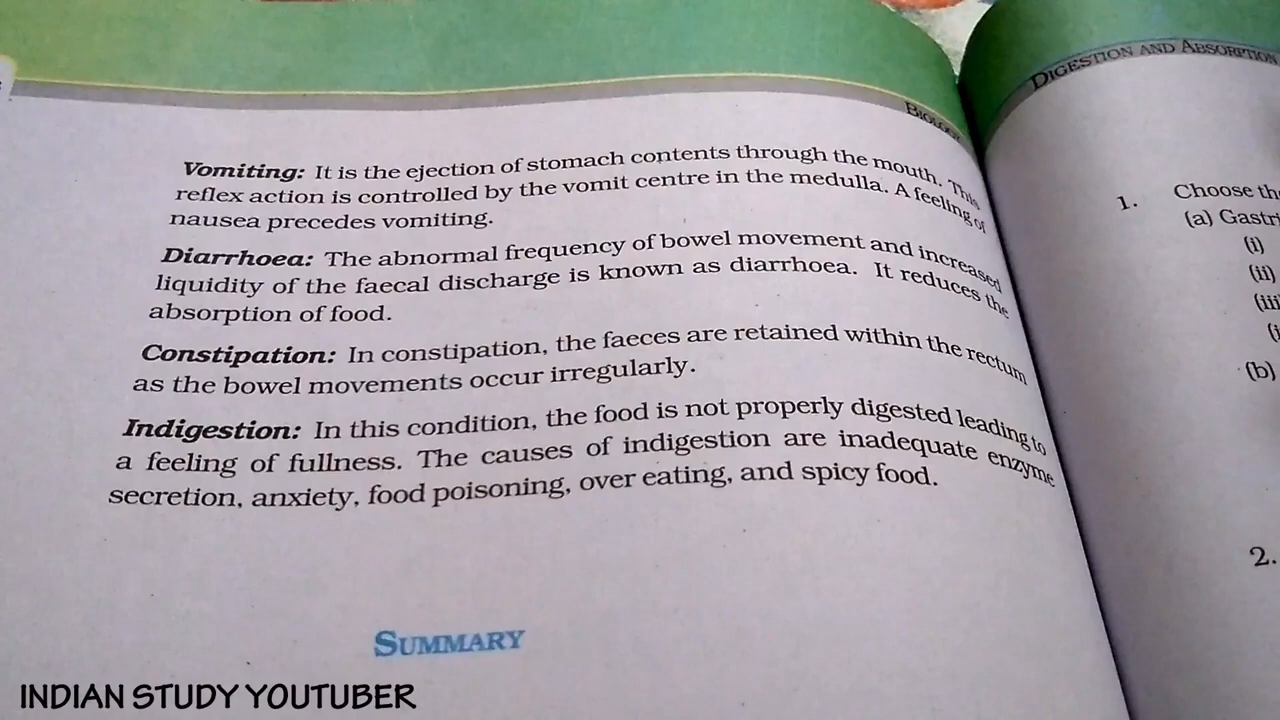 Biology
Vomiting: It is the ejection of stomach contents through the mouth. This
reflex action is controlled by the vomit centre in the medulla. A feeling of
nausea precedes vomiting.
Diarrhoea: The abnormal frequency of bowel movement and increased
liquidity of the faecal discharge is known as diarrhoea. It reduces the
absorption of food.
Constipation: In constipation, the faeces are retained within the rectum
as the bowel movements occur irregularly.
Indigestion: In this condition, the food is not properly digested leading to
a feeling of fullness. The causes of indigestion are inadequate enzyme
secretion, anxiety, food poisoning, over eating, and spicy food.
SUMMARY
DIGESTION AND ABSORPTION
1. Choose
(a)
(i)
(ii)
(b)
2.
INDIAN STUDY YOUTUBER